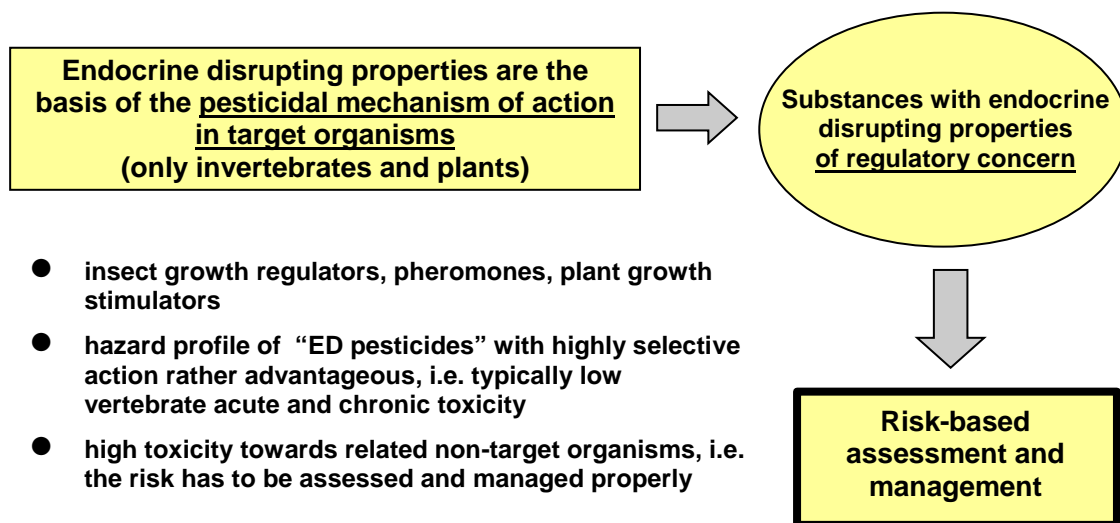 Endocrine disrupting properties are the
basis of the pesticidal mechanism of action
in target organisms
(only invertebrates and plants)
Substances with endocrine
disrupting properties
of regulatory concern
● insect growth regulators, pheromones, plant growth
stimulators
● hazard profile of “ED pesticides” with highly selective
action rather advantageous, i.e. typically low
vertebrate acute and chronic toxicity
● high toxicity towards related non-target organisms, i.e.
the risk has to be assessed and managed properly
Risk-based
assessment and
management